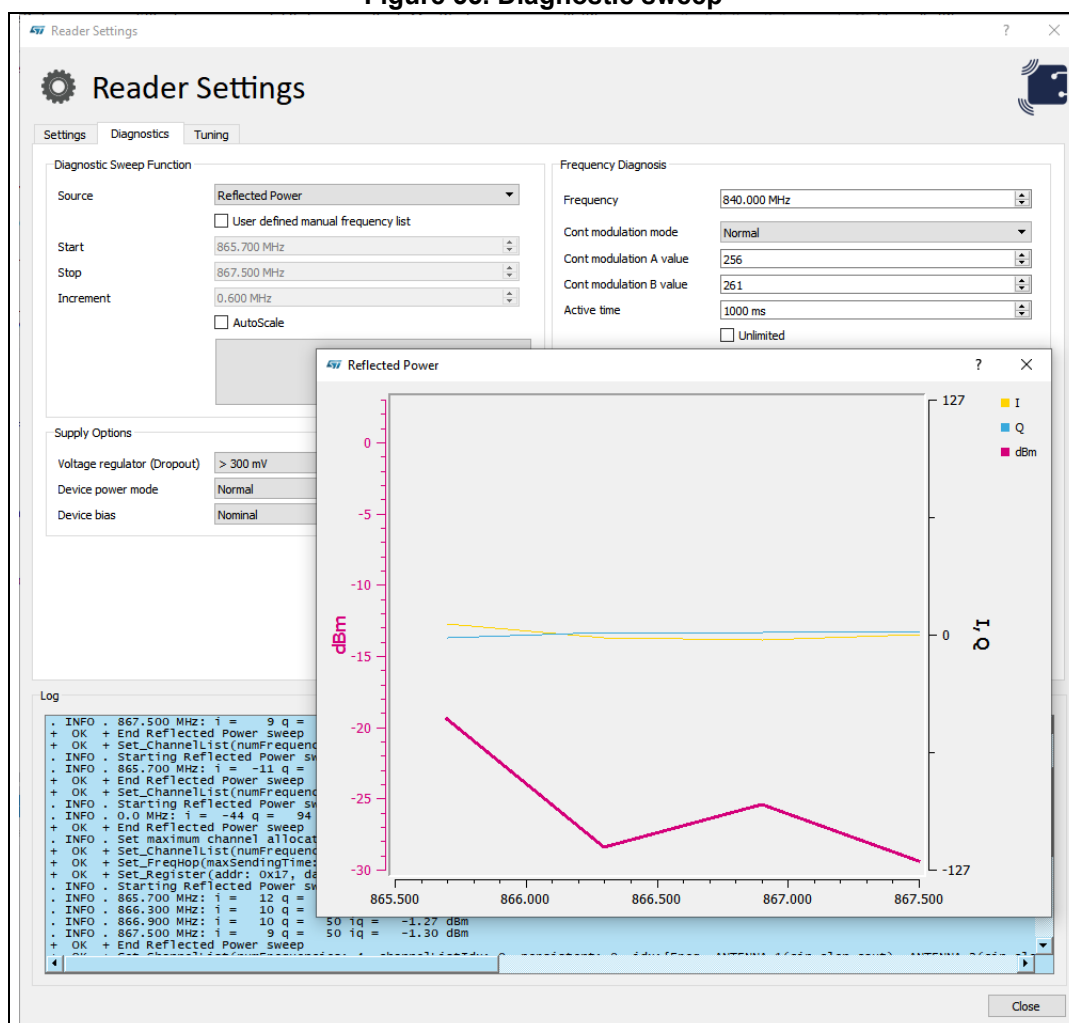 Figure 35. Diagnostic sweep
Reader Settings
?
Reader Settings
Settings Diagnostics Tuning
Diagnostic Sweep Function
Source Reflected Power
User defined manual frequency list
Start 865.700 MHz
Stop 867.500 MHz
Increment 0.600 MHz
AutoScale
Frequency Diagnosis
Frequency 840.000 MHz
Cont modulation mode Normal
Cont modulation A value 256
Cont modulation B value 261
Active time 1000 ms
Unlimited
Supply Options
Voltage regulator (Dropout) > 300 mV
Device power mode Normal
Device bias Nominal
Reflected Power
?
I
Q
dBm
0
-5
-10
-15
-20
-25
-30
dBm
127
0
-127
I, Q
865.500 866.000 866.500 867.000 867.500
Log
. INFO . 867.500 MHz: i = 9 q =
+ OK + End Reflected Power sweep
+ OK + Set_ChannelList(numFrequenc
. INFO . Starting Reflected Power sw
. INFO . 865.700 MHz: i = -11 q =
+ OK + End Reflected Power sweep
+ OK + Set_ChannelList(numFrequenc
. INFO . Starting Reflected Power sw
. INFO . 0.0 MHz: i = -44 q = 94
+ OK + End Reflected Power sweep
. INFO . Set maximum channel allocat
+ OK + Set_ChannelList(numFrequenc
+ OK + Set_FreqHop(maxSendingTime:
+ OK + Set_Register(addr: 0x17, da
. INFO . Starting Reflected Power sw
. INFO . 865.700 MHz: i = 12 q =
. INFO . 866.300 MHz: i = 10 q =
. INFO . 866.900 MHz: i = 10 q = 50 iq = -1.27 dBm
. INFO . 867.500 MHz: i = 9 q = 50 iq = -1.30 dBm
+ OK + End Reflected Power sweep
Close